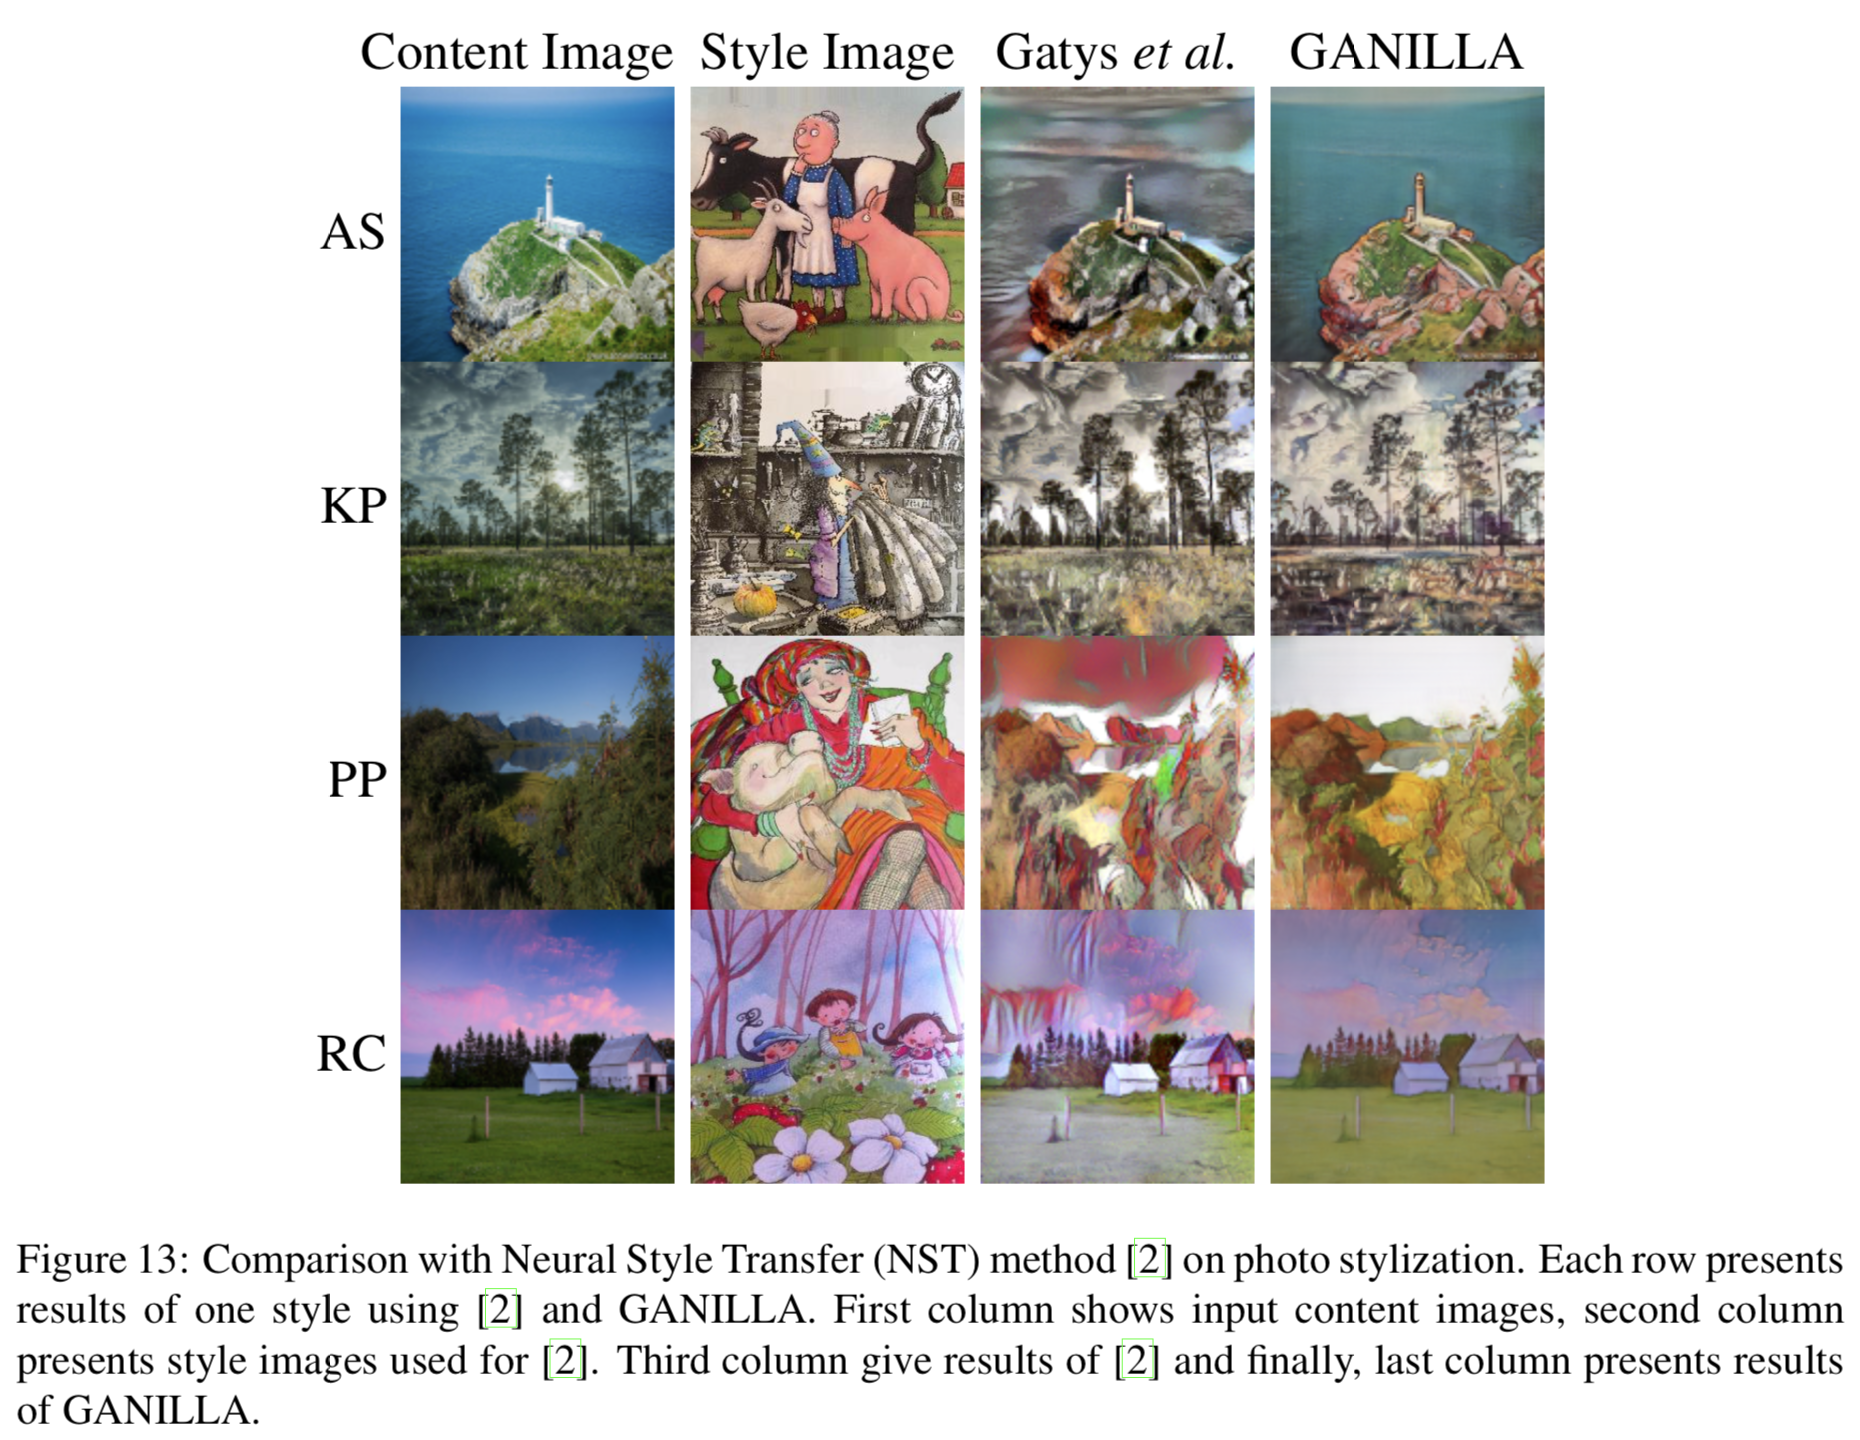 Content Image Style Image Gatys et al. GANILLA
AS
KP
PP
RC
Figure 13: Comparison with Neural Style Transfer (NST) method [2] on photo stylization. Each row presents
results of one style using [2] and GANILLA. First column shows input content images, second column
presents style images used for [2]. Third column give results of [2] and finally, last column presents results
of GANILLA.